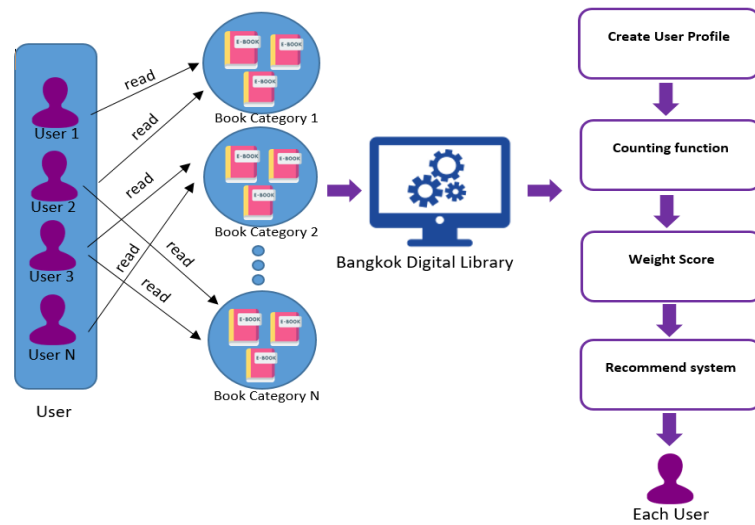 User 1
User 2
User 3
User N
User
read
read
read
read
read
read
E-BOOK
E-BOOK
E-BOOK
Book Category 1
E-BOOK
E-BOOK
E-BOOK
Book Category 2
E-BOOK
E-BOOK
E-BOOK
Book Category N
Bangkok Digital Library
Create User Profile
Counting function
Weight Score
Recommend system
Each User